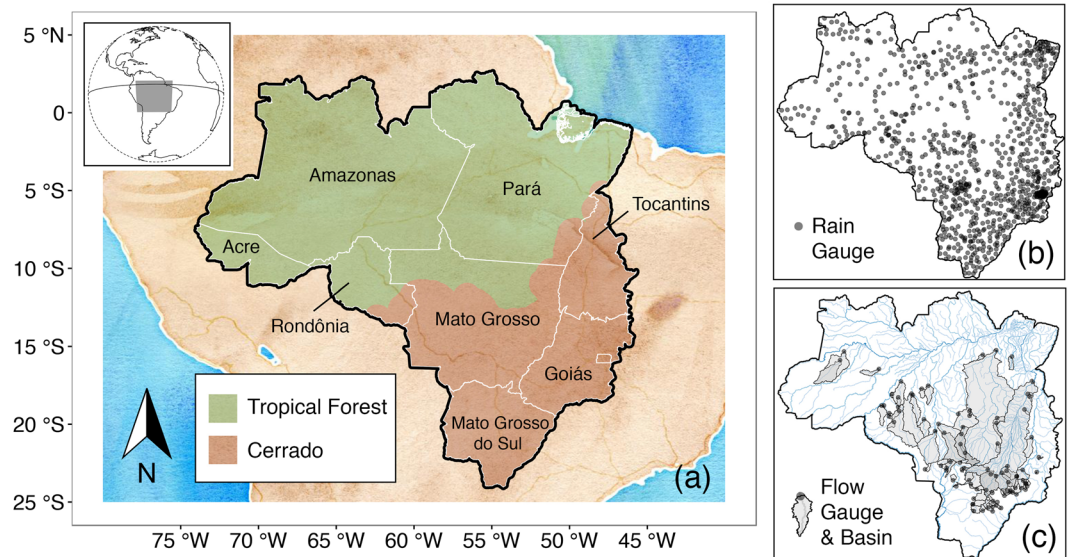 5 °N
0
5 °S
10 °S
15 °S
20 °S
25 °S
75 °W
70 °W
65 °W
60 °W
55 °W
50 °W
45 °W
Amazonas
Pará
Tocantins
Acre
Rondônia
Mato Grosso
Goiás
Mato Grosso
do Sul
Tropical Forest
Cerrado
N
(a)
Rain
Gauge
(b)
Flow
Gauge
& Basin
(c)